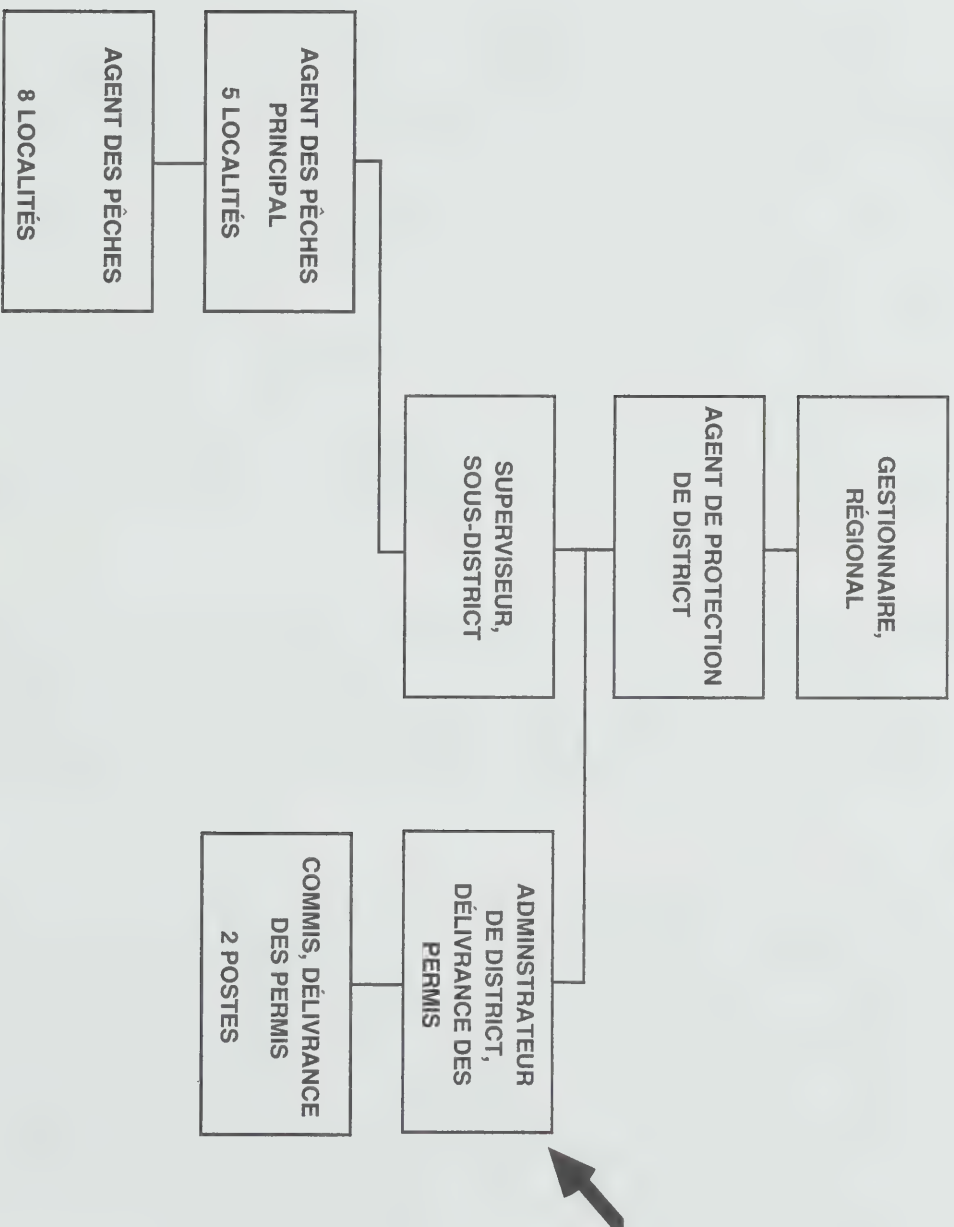 GESTIONNAIRE,
RÉGIONAL
AGENT DE PROTECTION
DE DISTRICT
SUPERVISEUR,
SOUS-DISTRICT
ADMINSTRATEUR
DE DISTRICT,
DÉLIVRANCE DES
PERMIS
AGENT DES PÊCHES
PRINCIPAL
5 LOCALITÉS
COMMIS, DÉLIVRANCE
DES PERMIS
2 POSTES
AGENT DES PÊCHES
8 LOCALITÉS